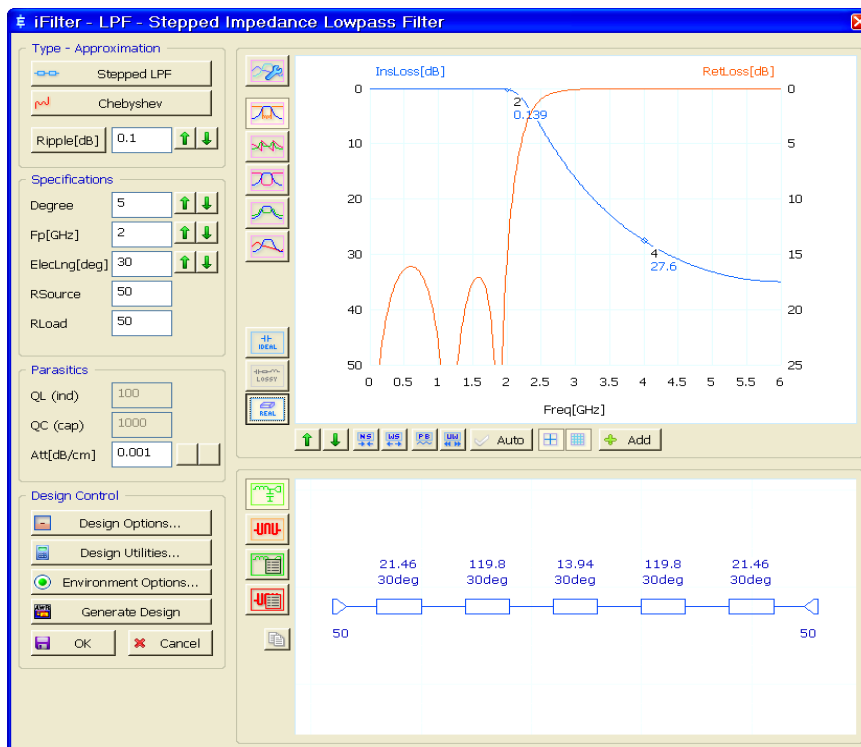 iFilter - LPF - Stepped Impedance Lowpass Filter
Type - Approximation
Stepped LPF
Chebyshev
Ripple[dB] 0.1
Specifications
Degree 5
Fp[GHz] 2
ElecLng[deg] 30
RSource 50
RLoad 50
Parasitics
QL (ind) 100
QC (cap) 1000
Att[dB/cm] 0.001
Design Control
Design Options...
Design Utilities...
Environment Options...
Generate Design
OK Cancel
IDEAL
LOSSY
REAL
InsLoss[dB] RetLoss[dB]
0 0
10 5
20 10
30 15
40 20
50 25
2
0.139
4
27.6
0 0.5 1 1.5 2 2.5 3 3.5 4 4.5 5 5.5 6
Freq[GHz]
NS WS PB UW Auto Add
21.46 119.8 13.94 119.8 21.46
30deg 30deg 30deg 30deg 30deg
50 50